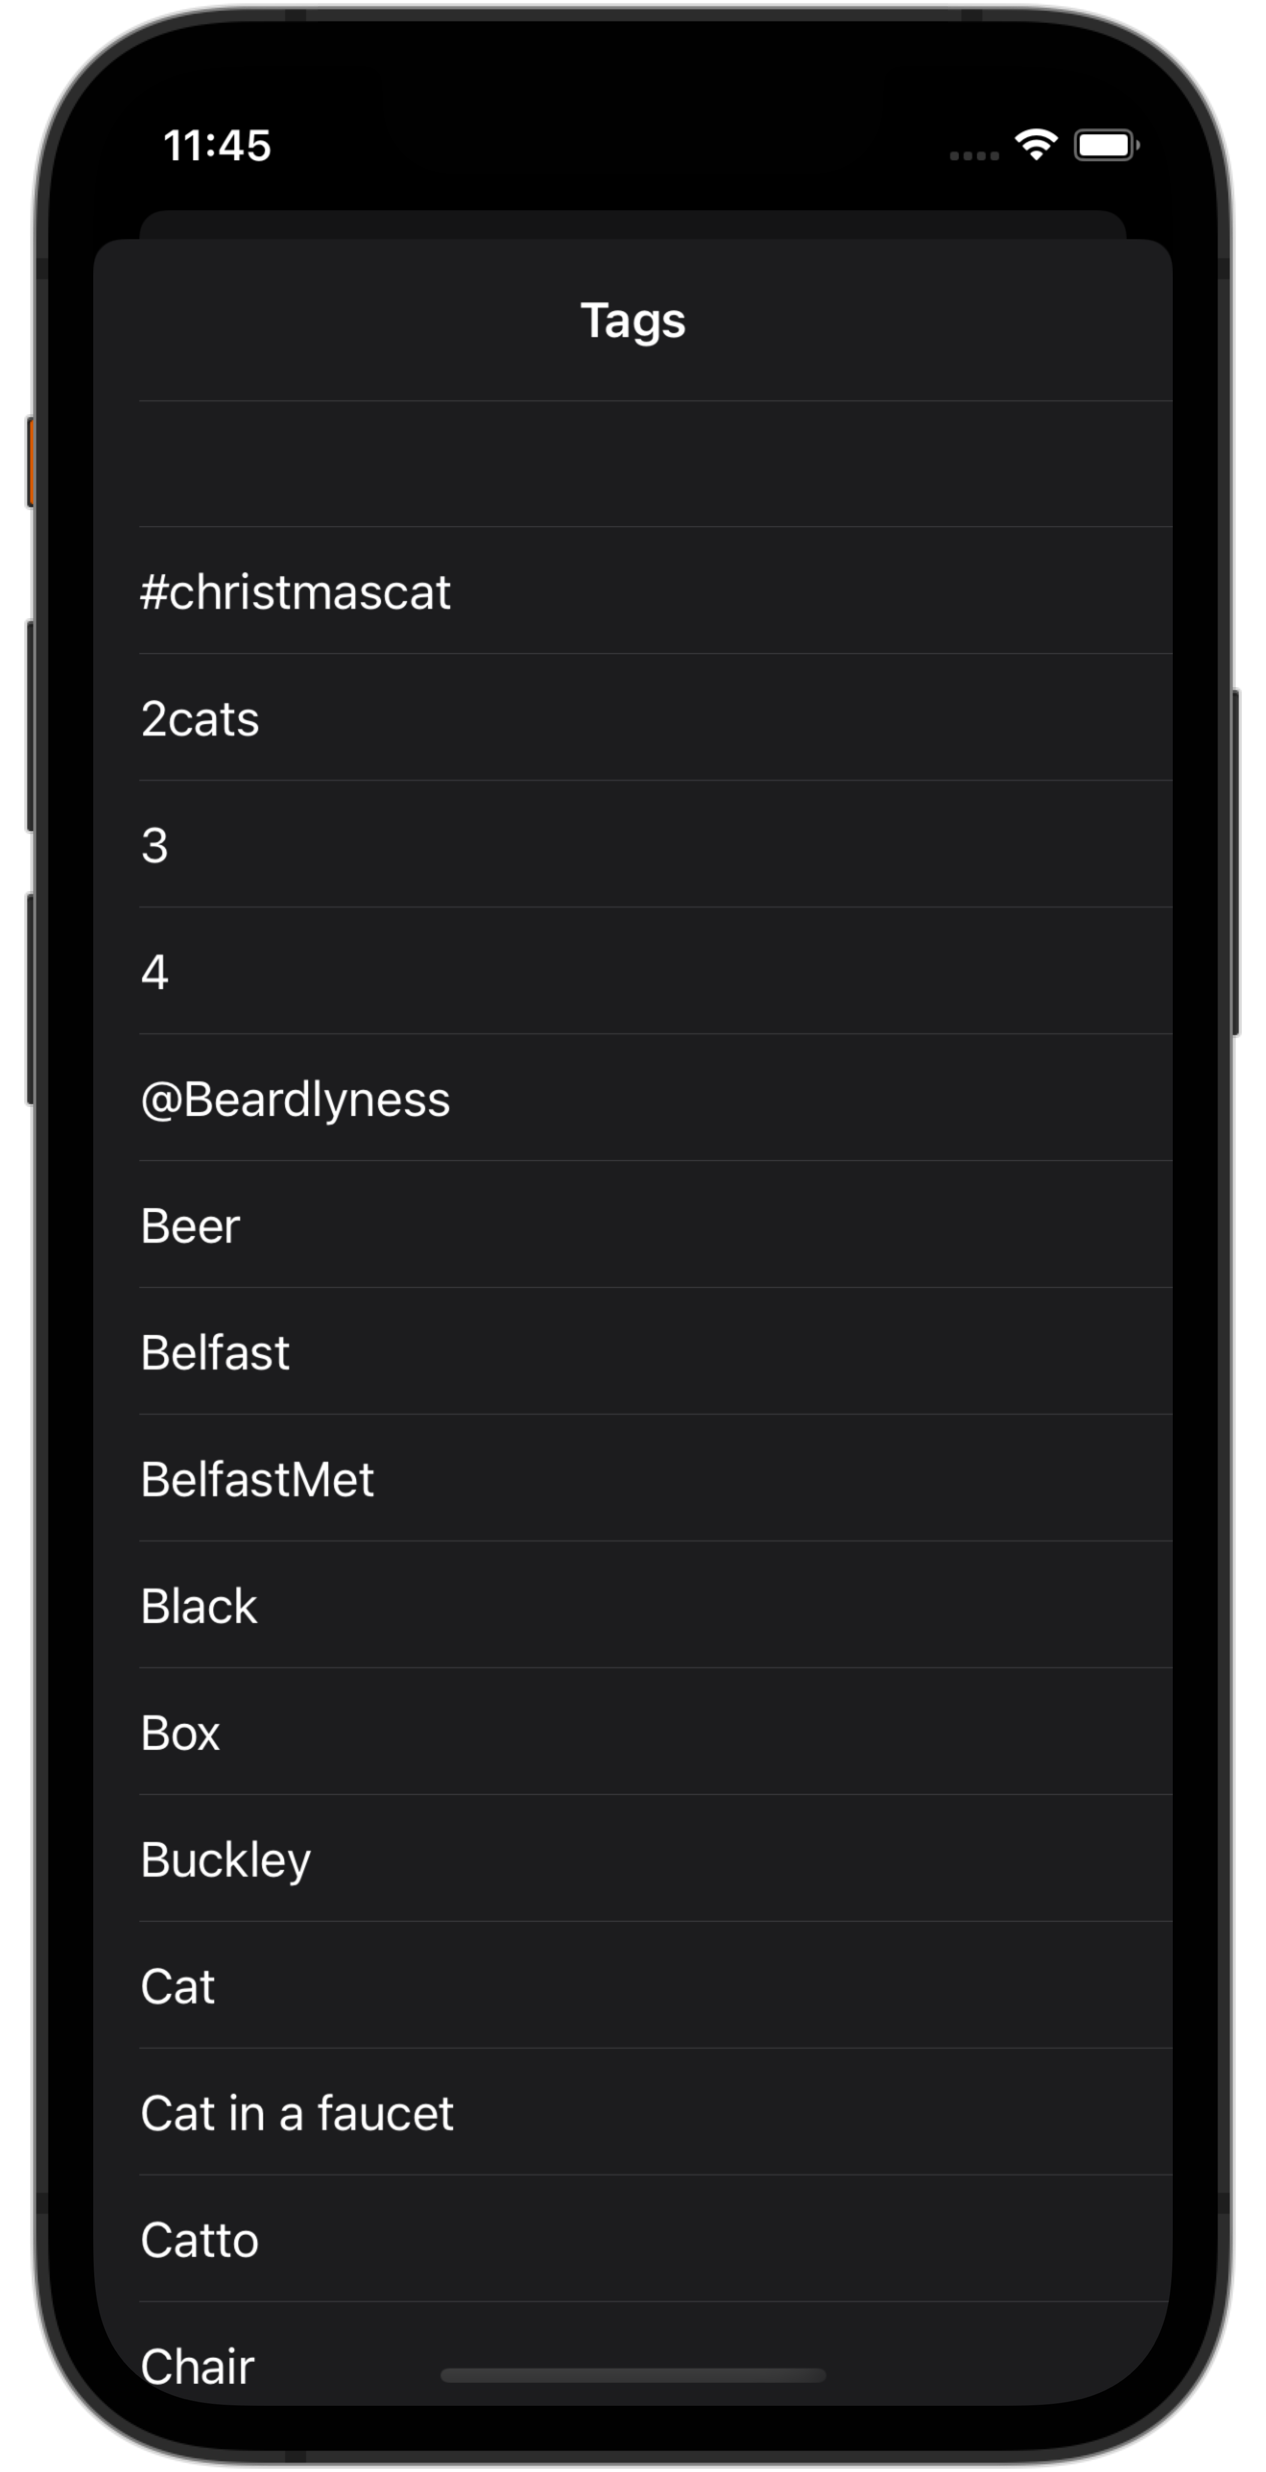 11:45
Tags
#christmascat
2cats
3
4
@Beardlyness
Beer
Belfast
BelfastMet
Black
Box
Buckley
Cat
Cat in a faucet
Catto
Chair